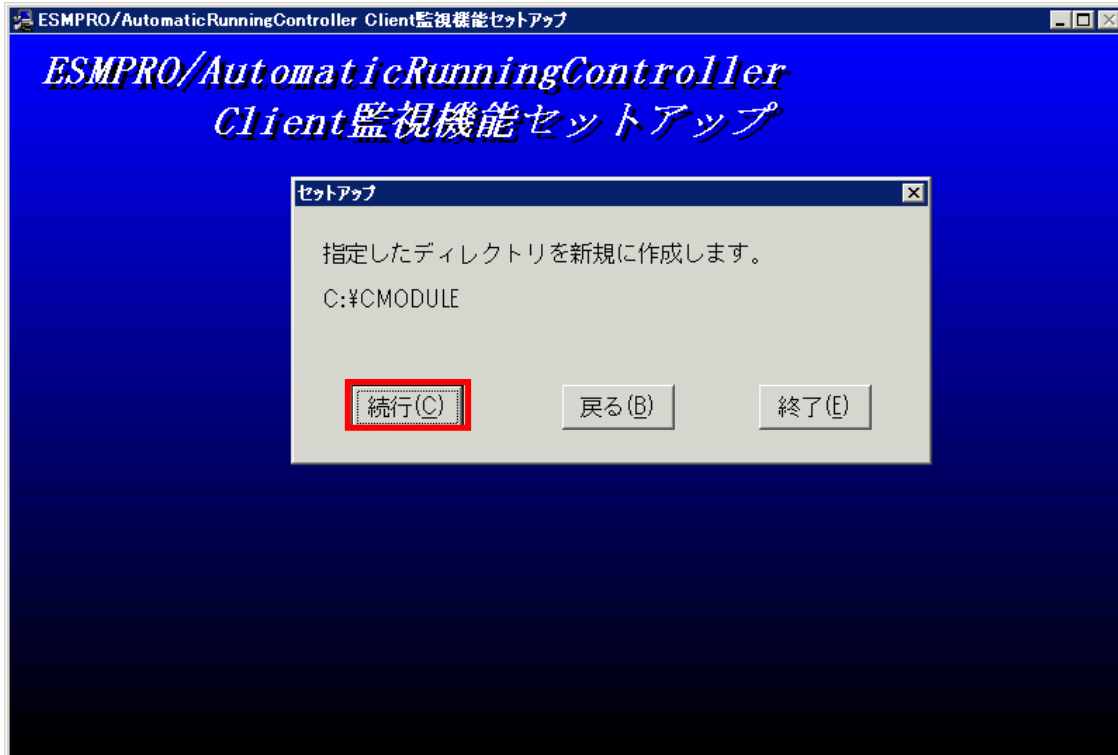 ESMPRO/AutomaticRunningController Client監視機能セットアップ
ESMPRO/AutomaticRunningController
Client監視機能セットアップ
セットアップ
指定したディレクトリを新規に作成します。
C:¥CMODULE
続行(C) 戻る(B) 終了(E)